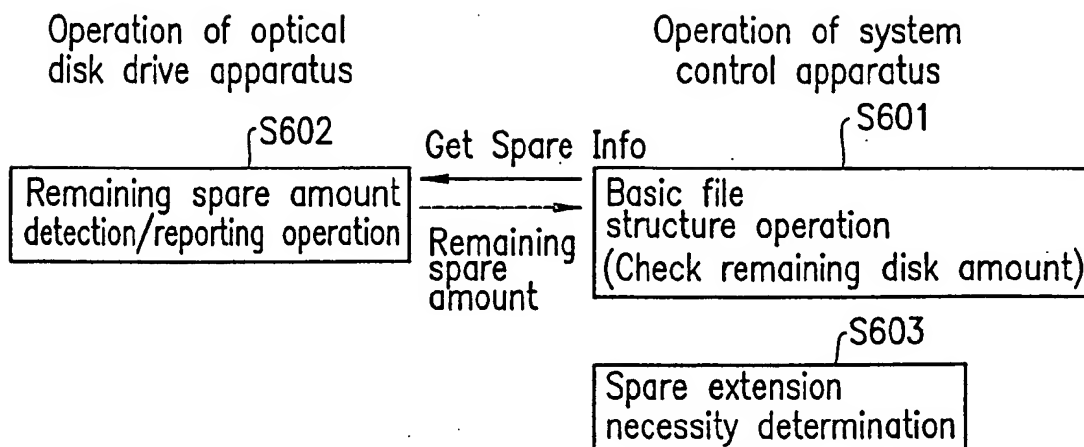 Operation of optical
disk drive apparatus
Operation of system
control apparatus
S602
S601
Get Spare Info
Remaining spare amount
detection/reporting operation
Remaining
spare
amount
Basic file
structure operation
(Check remaining disk amount)
S603
Spare extension
necessity determination